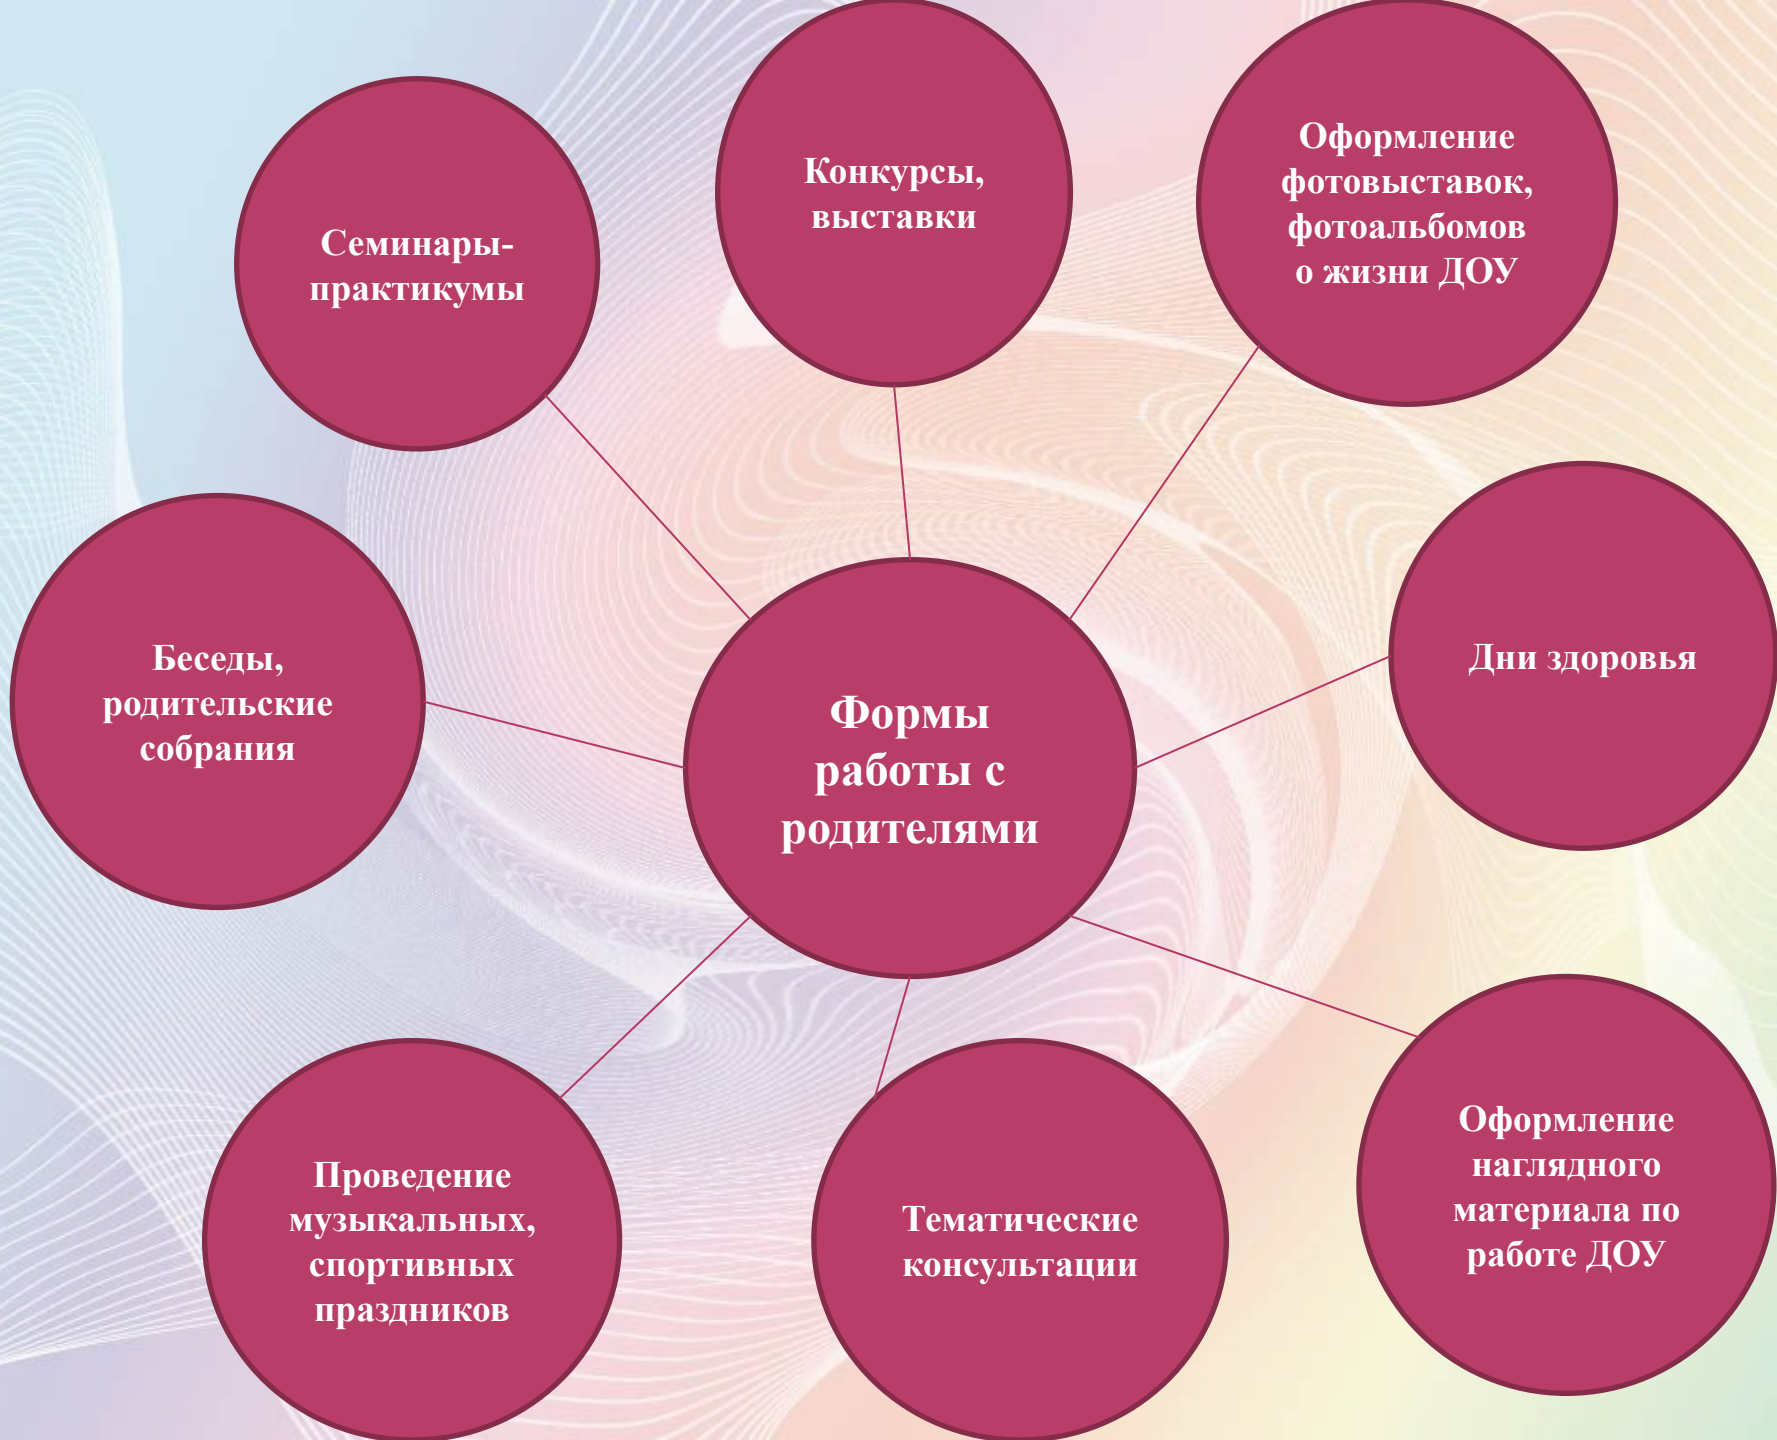 Конкурсы,
выставки
Оформление
фотовыставок,
фотоальбомов
о жизни ДОУ
Семинары-
практикумы
Беседы,
родительские
собрания
Формы
работы с
родителями
Дни здоровья
Проведение
музыкальных,
спортивных
праздников
Тематические
консультации
Оформление
наглядного
материала по
работе ДОУ